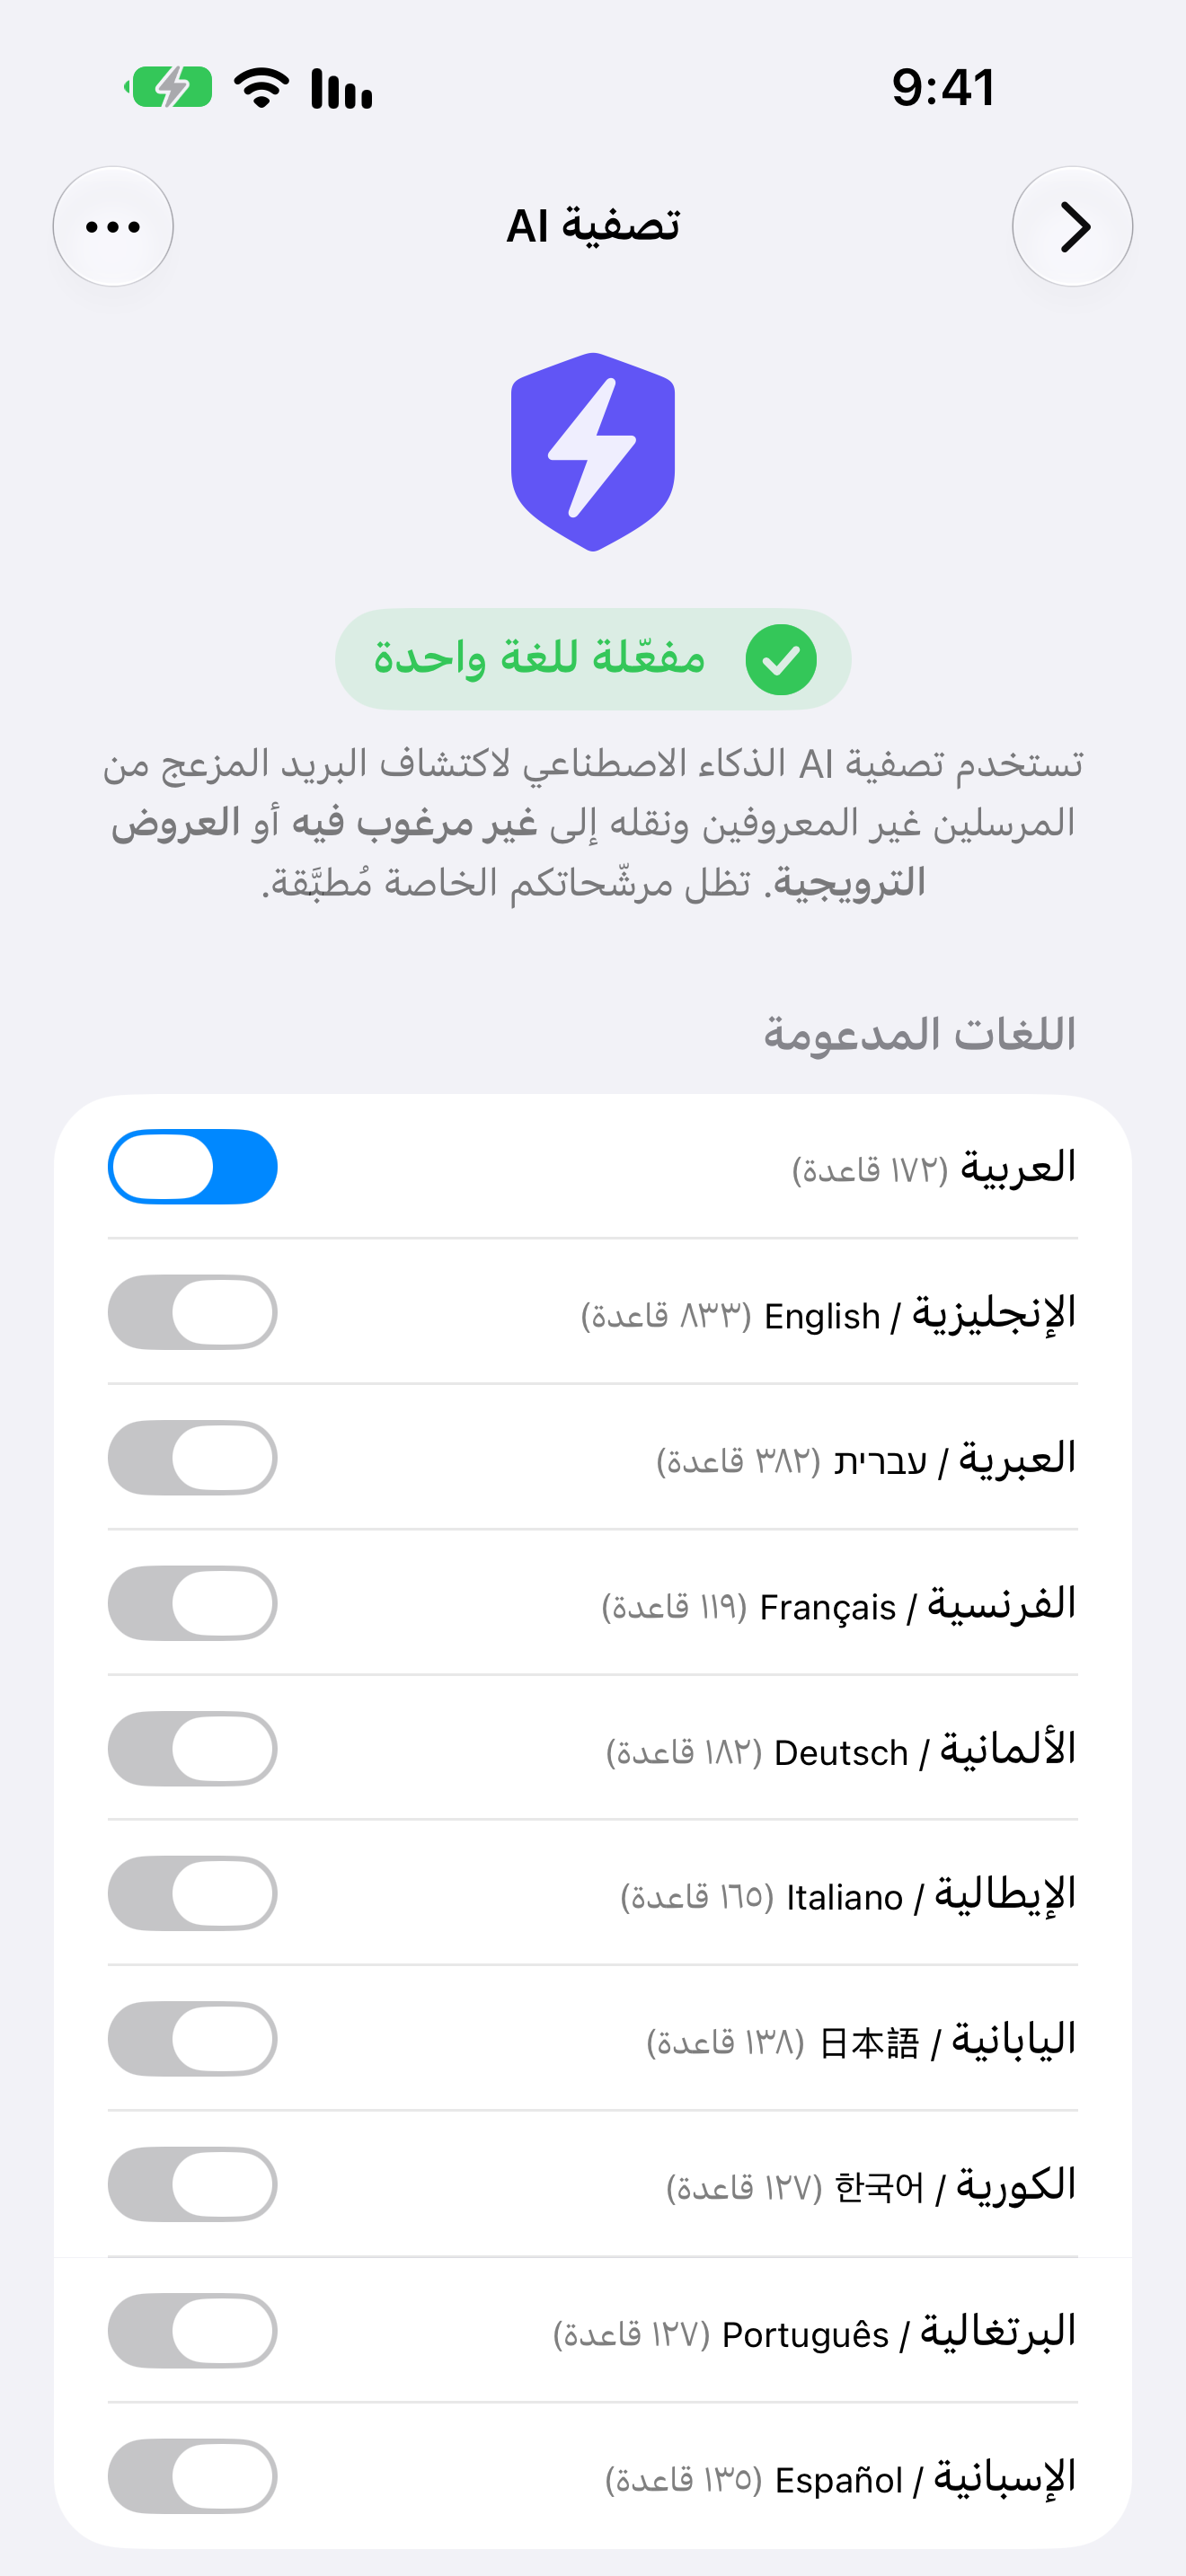 9:41
تصفية AI
مفعّلة للغة واحدة
تستخدم تصفية AI الذكاء الاصطناعي لاكتشاف البريد المزعج من
المرسلين غير المعروفين ونقله إلى غير مرغوب فيه أو العروض
الترويجية. تظل مرشّحاتكم الخاصة مُطبَّقة.
اللغات المدعومة
العربية (١٧٢ قاعدة)
الإنجليزية / English (٨٣٣ قاعدة)
العبرية / עברית (٣٨٢ قاعدة)
الفرنسية / Français (١١٩ قاعدة)
الألمانية / Deutsch (١٨٢ قاعدة)
الإيطالية / Italiano (١٦٥ قاعدة)
اليابانية / 日本語 (١٣٨ قاعدة)
الكورية / 한국어 (١٢٧ قاعدة)
البرتغالية / Português (١٢٧ قاعدة)
الإسبانية / Español (١٣٥ قاعدة)